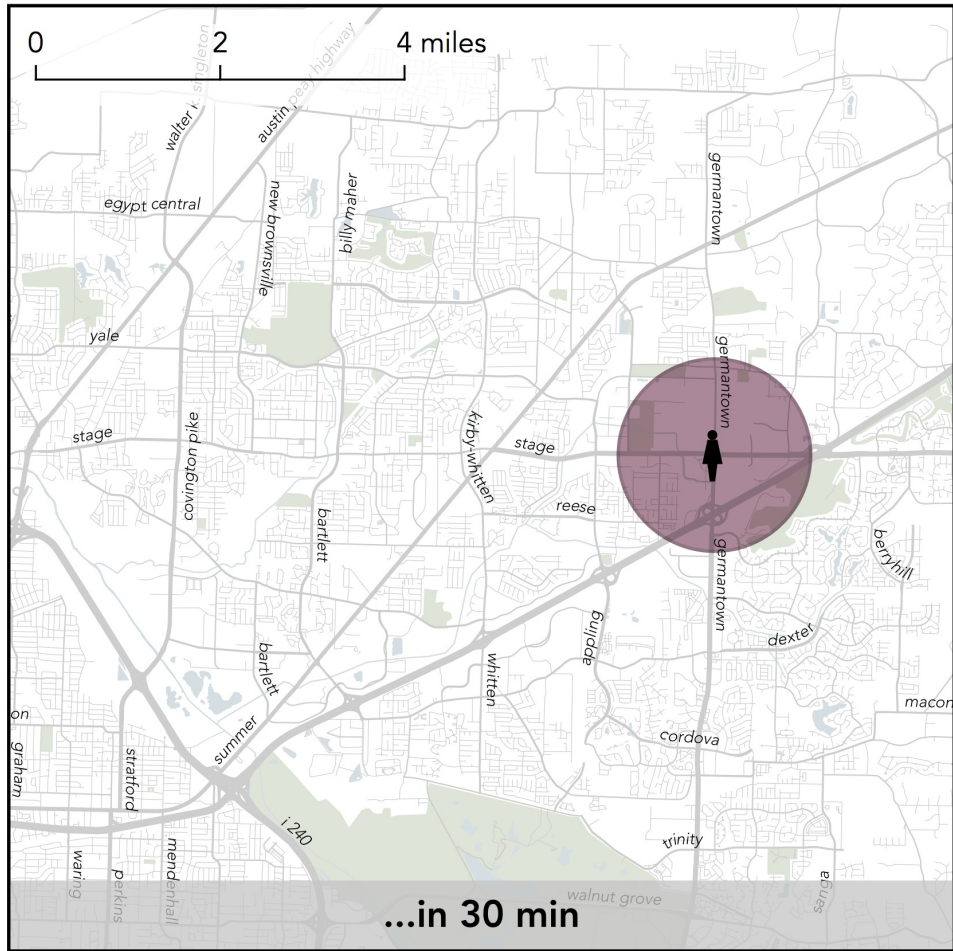 0 2 4 miles
walter k. singleton
austin peay highway
germantown
egypt central
new brownsville
billy maher
yale
germantown
stage
covington pike
kirby-whitten
stage
reese
bartlett
germantown
berryhill
appling
dexter
bartlett
whitten
macon
on
summer
cordova
graham
stratford
i 240
trinity
waring
perkins
mendenhall
walnut grove
sanga
...in 30 min